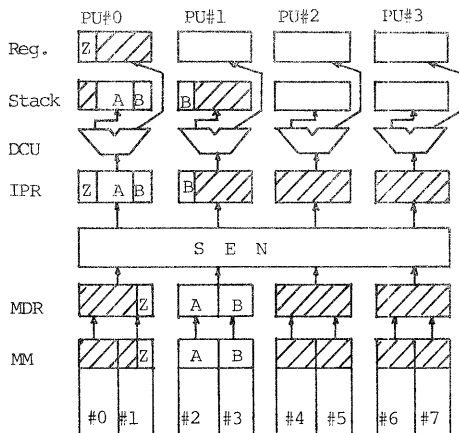 PU#0 PU#1 PU#2 PU#3
Reg. Z
Stack A B B
DCU
IPR Z A B B
S E N
MDR Z A B
MM Z A B
#0 #1 #2 #3 #4 #5 #6 #7